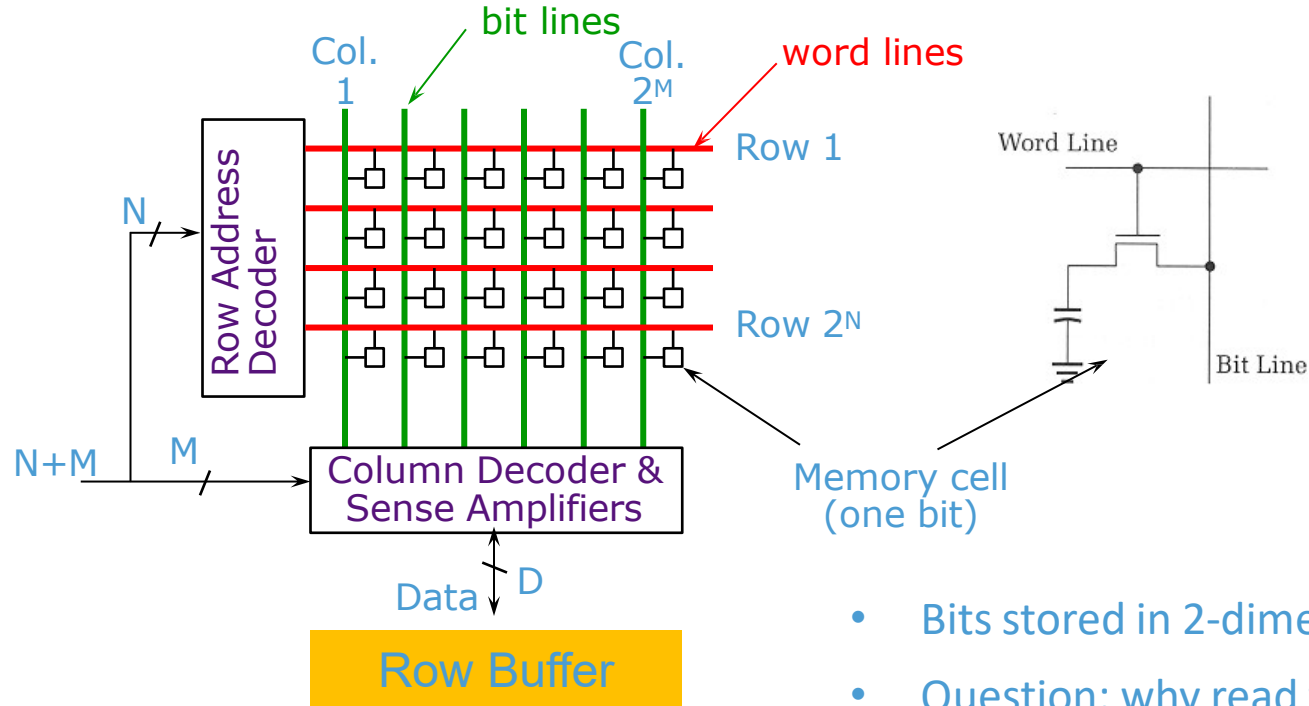 bit lines
Col.
1
Col.
2ᴹ
word lines
Row 1
Row 2ᴺ
Row Address
Decoder
N
N+M
M
Column Decoder &
Sense Amplifiers
Memory cell
(one bit)
D
Data
Row Buffer
Word Line
Bit Line
• Bits stored in 2-dime
• Question: why read